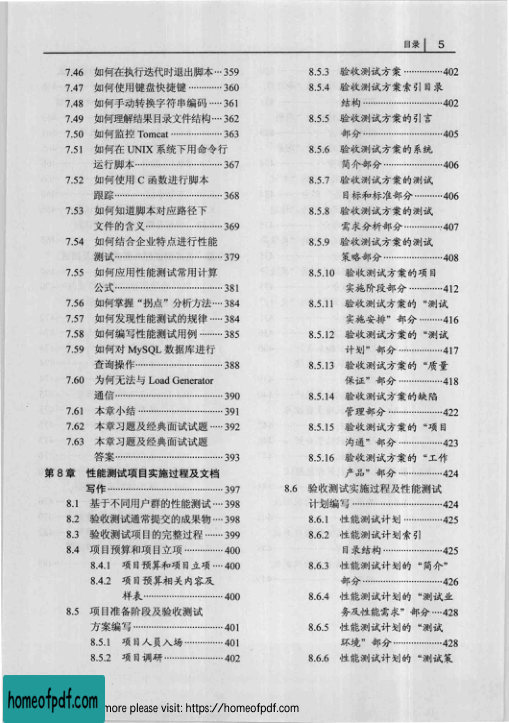 目录 5
7.46 如何在执行迭代时退出脚本…359
7.47 如何使用键盘快捷键…………360
7.48 如何手动转换字符串编码……361
7.49 如何理解结果目录文件结构…362
7.50 如何监控 Tomcat………………363
7.51 如何在 UNIX 系统下用命令行
运行脚本………………………367
7.52 如何使用 C 函数进行脚本
跟踪……………………………368
7.53 如何知道脚本对应路径下
文件的含义……………………369
7.54 如何结合企业特点进行性能
测试……………………………379
7.55 如何应用性能测试常用计算
公式……………………………381
7.56 如何掌握“拐点”分析方法…384
7.57 如何发现性能测试的规律……384
7.58 如何编写性能测试用例………385
7.59 如何对 MySQL 数据库进行
查询操作………………………388
7.60 为何无法与 Load Generator
通信……………………………390
7.61 本章小结………………………391
7.62 本章习题及经典面试试题……392
7.63 本章习题及经典面试试题
答案……………………………393
第 8 章 性能测试项目实施过程及文档
写作……………………………397
8.1 基于不同用户群的性能测试…398
8.2 验收测试通常提交的成果物…398
8.3 验收测试项目的完整过程……399
8.4 项目预算和项目立项…………400
8.4.1 项目预算和项目立项…400
8.4.2 项目预算相关内容及
样表……………………400
8.5 项目准备阶段及验收测试
方案编写………………………401
8.5.1 项目人员入场…………401
8.5.2 项目调研………………402
8.5.3 验收测试方案…………402
8.5.4 验收测试方案索引目录
结构……………………402
8.5.5 验收测试方案的引言
部分……………………405
8.5.6 验收测试方案的系统
简介部分………………406
8.5.7 验收测试方案的测试
目标和标准部分………406
8.5.8 验收测试方案的测试
需求分析部分…………407
8.5.9 验收测试方案的测试
策略部分………………408
8.5.10 验收测试方案的项目
实施阶段部分…………412
8.5.11 验收测试方案的“测试
实施安排”部分………416
8.5.12 验收测试方案的“测试
计划”部分……………417
8.5.13 验收测试方案的“质量
保证”部分……………418
8.5.14 验收测试方案的缺陷
管理部分………………422
8.5.15 验收测试方案的“项目
沟通”部分……………423
8.5.16 验收测试方案的“工作
产品”部分……………424
8.6 验收测试实施过程及性能测试
计划编写………………………424
8.6.1 性能测试计划…………425
8.6.2 性能测试计划索引
目录结构………………425
8.6.3 性能测试计划的“简介”
部分……………………426
8.6.4 性能测试计划的“测试业
务及性能需求”部分…428
8.6.5 性能测试计划的“测试
环境”部分……………428
8.6.6 性能测试计划的“测试策
homeofpdf.com
more please visit: https://homeofpdf.com